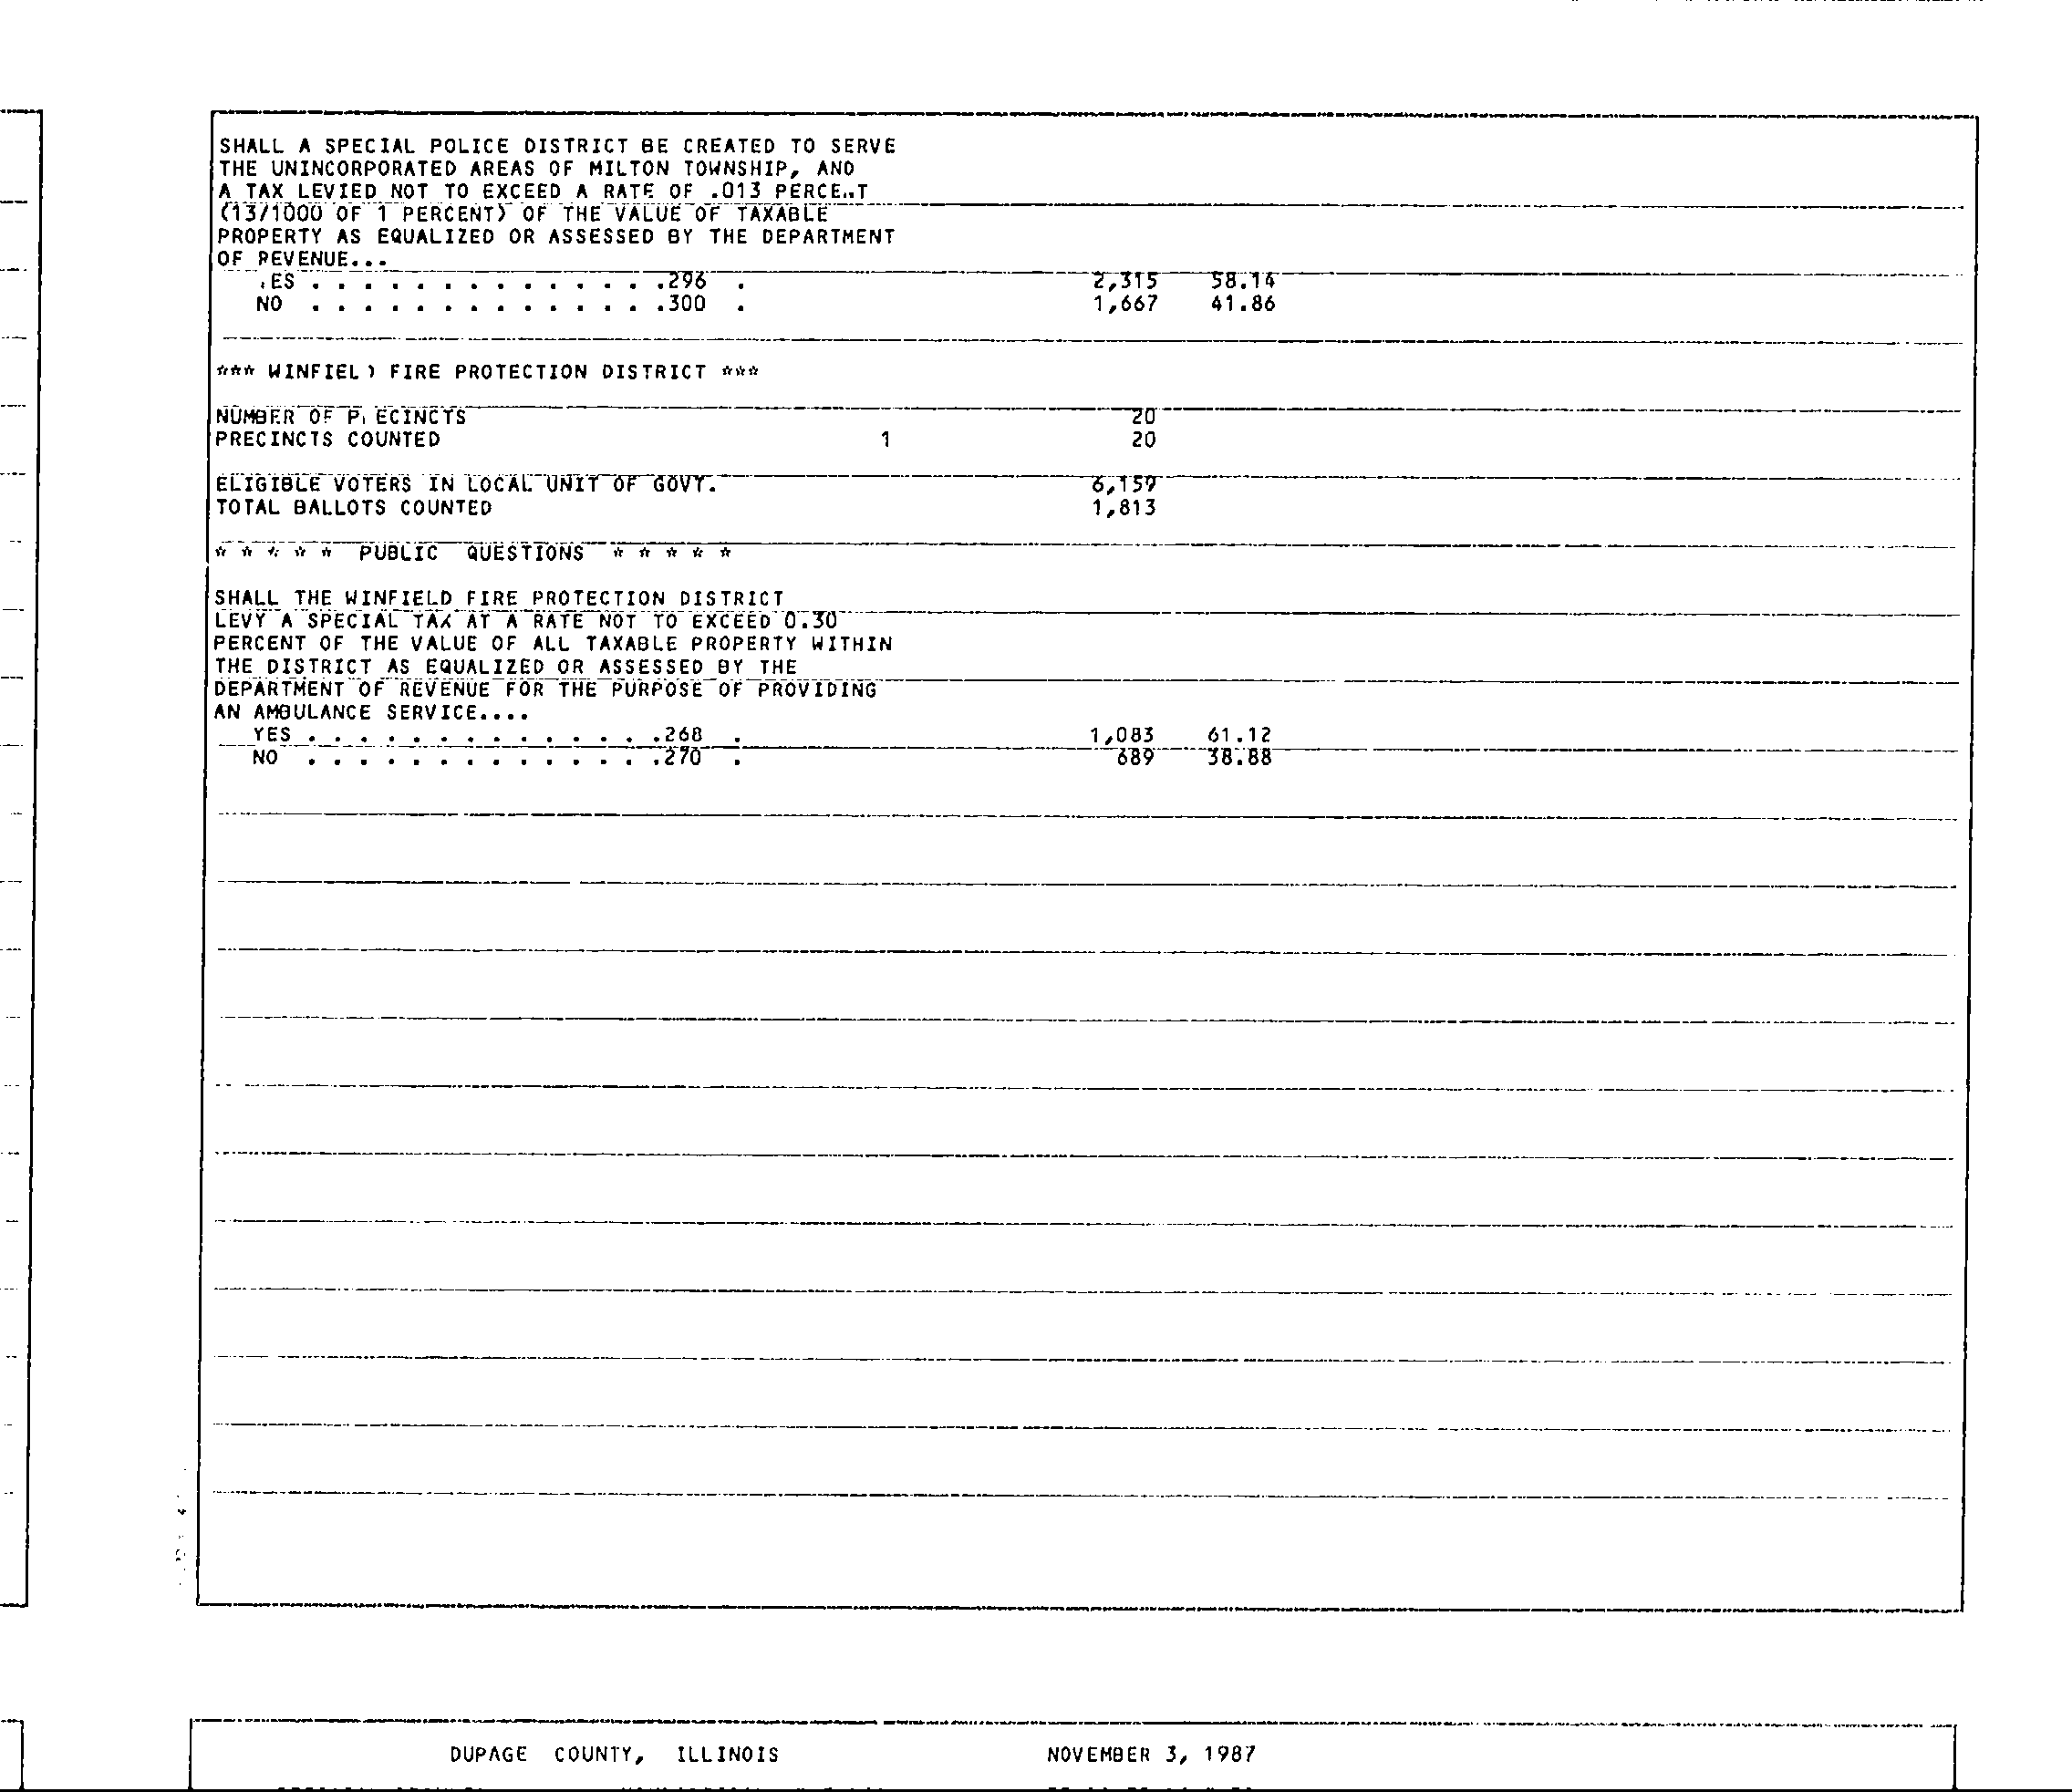 SHALL A SPECIAL POLICE DISTRICT BE CREATED TO SERVE
THE UNINCORPORATED AREAS OF MILTON TOWNSHIP, AND
A TAX LEVIED NOT TO EXCEED A RATE OF .013 PERCE..T
(13/1000 OF 1 PERCENT) OF THE VALUE OF TAXABLE
PROPERTY AS EQUALIZED OR ASSESSED BY THE DEPARTMENT
OF REVENUE...
ES . . . . . . . . . . . . . .296 . 2,315 58.14
NO . . . . . . . . . . . . . .300 . 1,667 41.86
*** WINFIEL) FIRE PROTECTION DISTRICT ***
NUMBER OF P ECINCTS 20
PRECINCTS COUNTED 1 20
ELIGIBLE VOTERS IN LOCAL UNIT OF GOVT. 6,159
TOTAL BALLOTS COUNTED 1,813
* * * * * PUBLIC QUESTIONS * * * * *
SHALL THE WINFIELD FIRE PROTECTION DISTRICT
LEVY A SPECIAL TAX AT A RATE NOT TO EXCEED 0.30
PERCENT OF THE VALUE OF ALL TAXABLE PROPERTY WITHIN
THE DISTRICT AS EQUALIZED OR ASSESSED BY THE
DEPARTMENT OF REVENUE FOR THE PURPOSE OF PROVIDING
AN AMBULANCE SERVICE....
YES . . . . . . . . . . . . . .268 . 1,083 61.12
NO . . . . . . . . . . . . . .270 . 689 38.88
DUPAGE COUNTY, ILLINOIS NOVEMBER 3, 1987